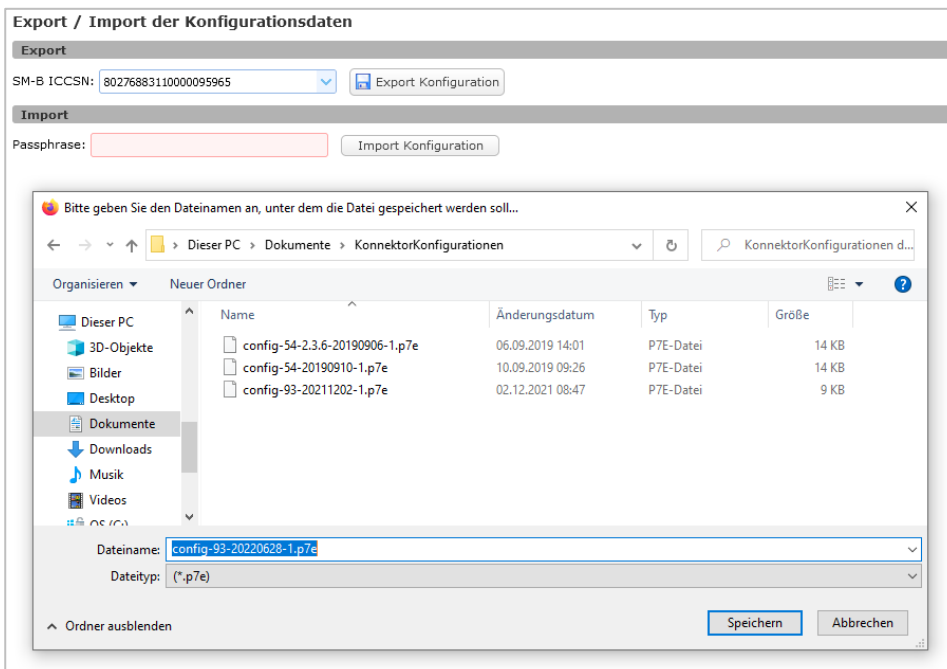 Export / Import der Konfigurationsdaten
Export
SM-B ICCSN: 80276883110000095965 Export Konfiguration
Import
Passphrase: Import Konfiguration
Bitte geben Sie den Dateinamen an, unter dem die Datei gespeichert werden soll...
Dieser PC > Dokumente > KonnektorKonfigurationen KonnektorKonfigurationen d...
Organisieren Neuer Ordner
Name Änderungsdatum Typ Größe
Dieser PC
3D-Objekte
Bilder
Desktop
Dokumente
Downloads
Musik
Videos
OS (C:)
config-54-2.3.6-20190906-1.p7e 06.09.2019 14:01 P7E-Datei 14 KB
config-54-20190910-1.p7e 10.09.2019 09:26 P7E-Datei 14 KB
config-93-20211202-1.p7e 02.12.2021 08:47 P7E-Datei 9 KB
Dateiname: config-93-20220628-1.p7e
Dateityp: (*.p7e)
Ordner ausblenden Speichern Abbrechen